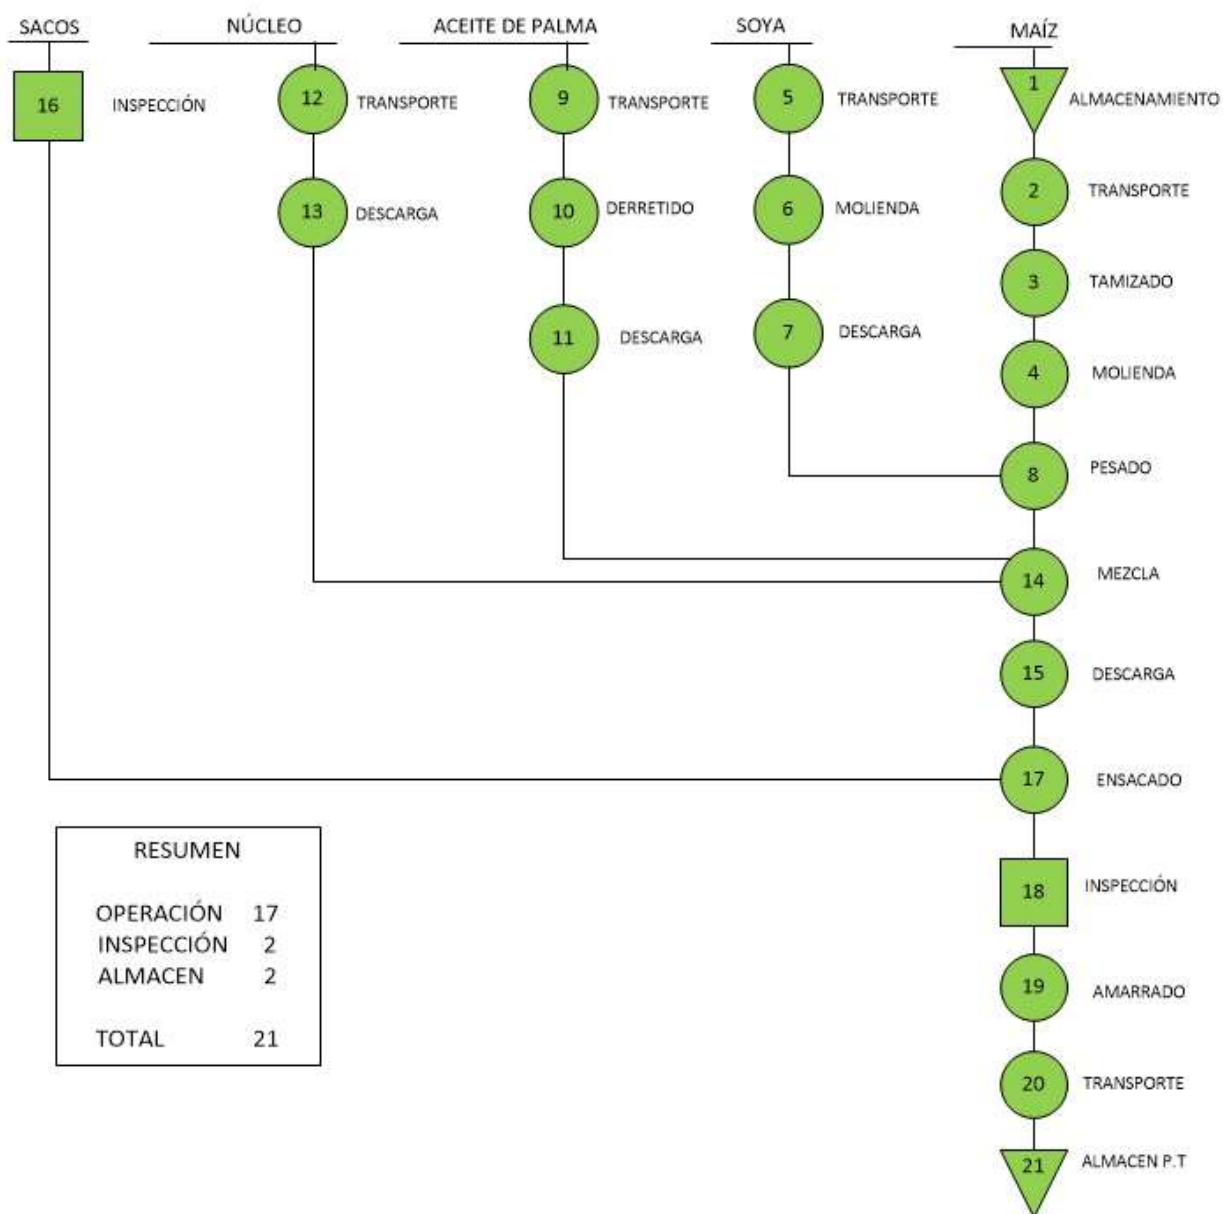 SACOS
NÚCLEO
ACEITE DE PALMA
SOYA
MAÍZ
16 INSPECCIÓN
12 TRANSPORTE
9 TRANSPORTE
5 TRANSPORTE
1 ALMACENAMIENTO
2 TRANSPORTE
13 DESCARGA
10 DERRETIDO
6 MOLIENDA
3 TAMIZADO
11 DESCARGA
7 DESCARGA
4 MOLIENDA
8 PESADO
14 MEZCLA
15 DESCARGA
17 ENSACADO
RESUMEN
OPERACIÓN 17
INSPECCIÓN 2
ALMACEN 2
TOTAL 21
18 INSPECCIÓN
19 AMARRADO
20 TRANSPORTE
21 ALMACEN P.T